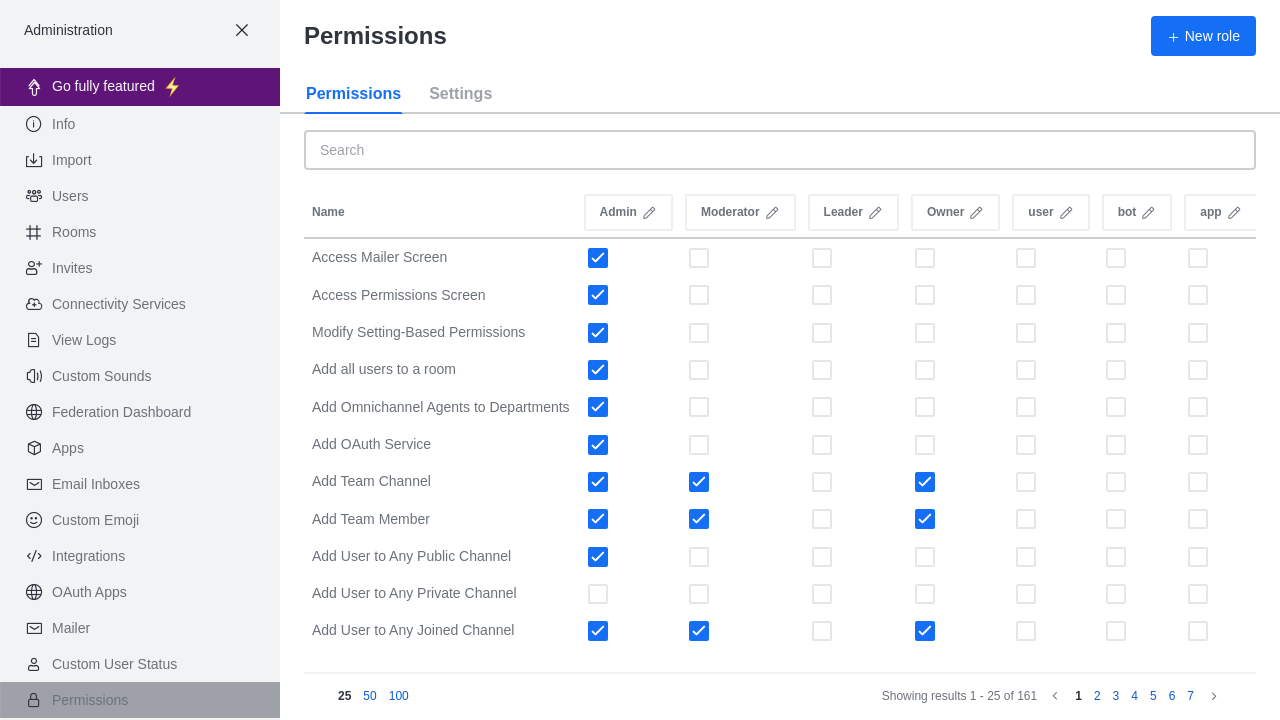 Administration
Go fully featured ⚡
Info
Import
Users
Rooms
Invites
Connectivity Services
View Logs
Custom Sounds
Federation Dashboard
Apps
Email Inboxes
Custom Emoji
Integrations
OAuth Apps
Mailer
Custom User Status
Permissions
Permissions
New role
Permissions Settings
Search
Name Admin Moderator Leader Owner user bot app
Access Mailer Screen
Access Permissions Screen
Modify Setting-Based Permissions
Add all users to a room
Add Omnichannel Agents to Departments
Add OAuth Service
Add Team Channel
Add Team Member
Add User to Any Public Channel
Add User to Any Private Channel
Add User to Any Joined Channel
25 50 100 Showing results 1 - 25 of 161 1 2 3 4 5 6 7